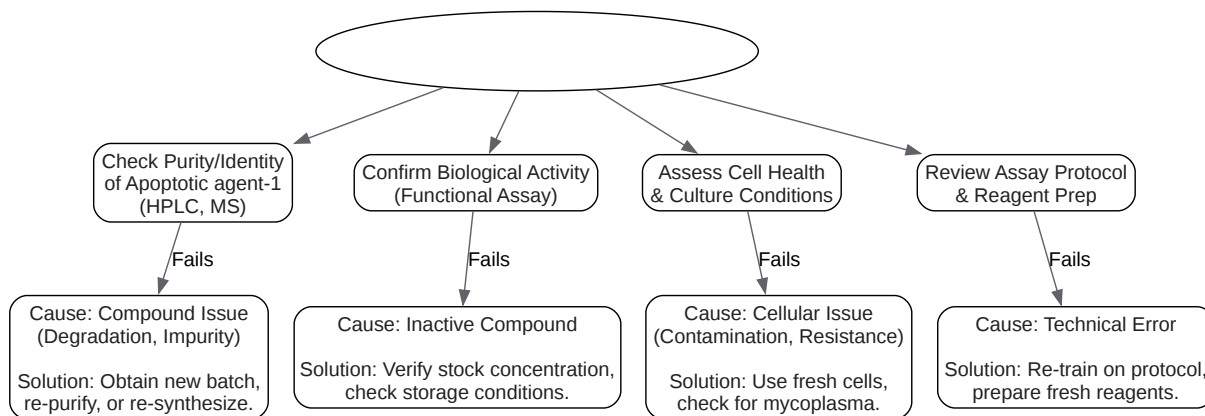 Check Purity/Identity
of Apoptotic agent-1
(HPLC, MS)
Confirm Biological Activity
(Functional Assay)
Assess Cell Health
& Culture Conditions
Review Assay Protocol
& Reagent Prep
Fails
Fails
Fails
Fails
Cause: Compound Issue
(Degradation, Impurity)
Solution: Obtain new batch,
re-purify, or re-synthesize.
Cause: Inactive Compound
Solution: Verify stock concentration,
check storage conditions.
Cause: Cellular Issue
(Contamination, Resistance)
Solution: Use fresh cells,
check for mycoplasma.
Cause: Technical Error
Solution: Re-train on protocol,
prepare fresh reagents.